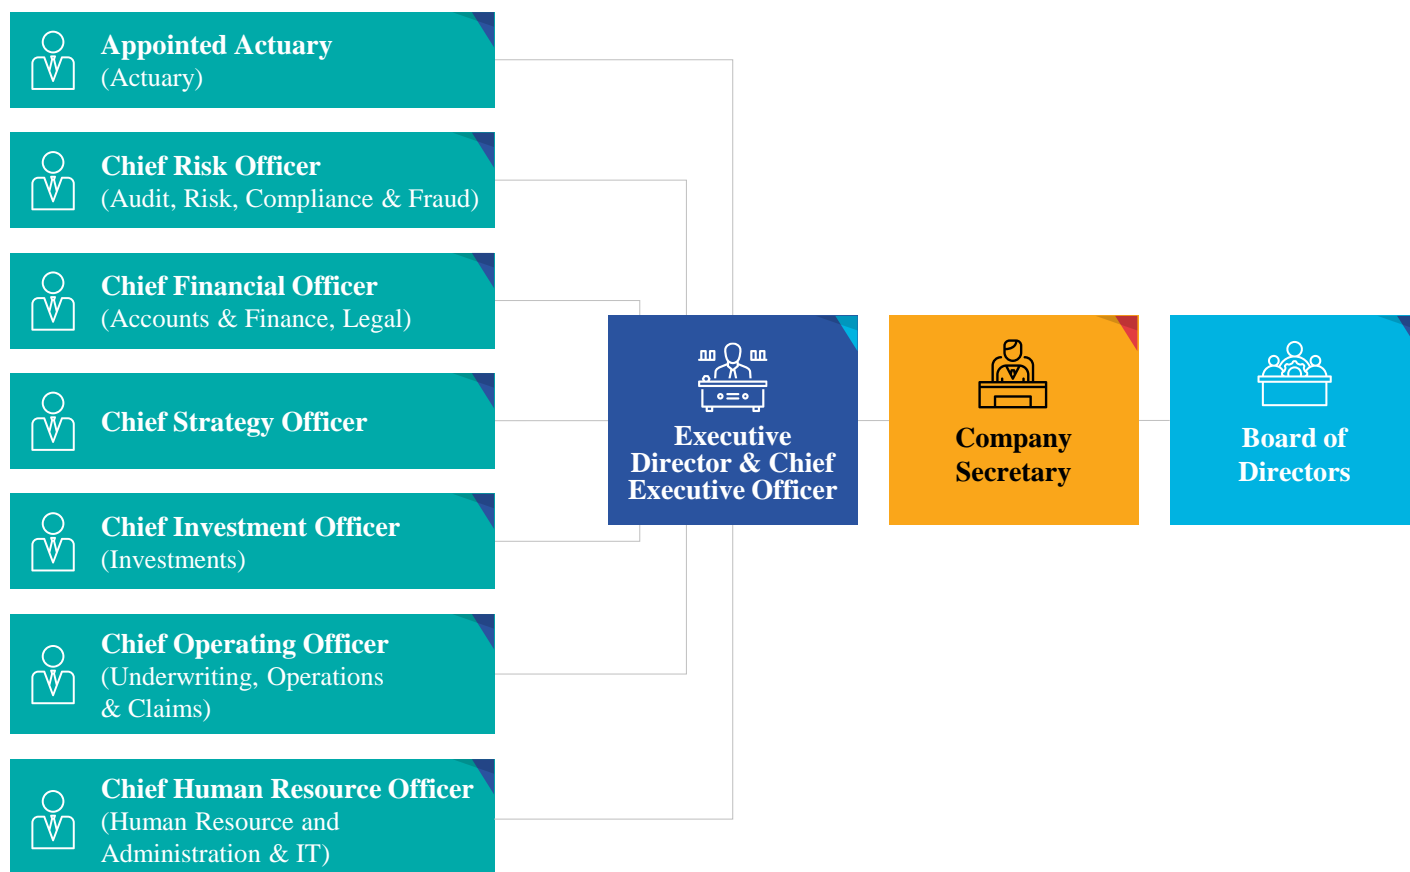 Appointed Actuary
(Actuary)
Chief Risk Officer
(Audit, Risk, Compliance & Fraud)
Chief Financial Officer
(Accounts & Finance, Legal)
Chief Strategy Officer
Chief Investment Officer
(Investments)
Chief Operating Officer
(Underwriting, Operations
& Claims)
Chief Human Resource Officer
(Human Resource and
Administration & IT)
Executive
Director & Chief
Executive Officer
Company
Secretary
Board of
Directors